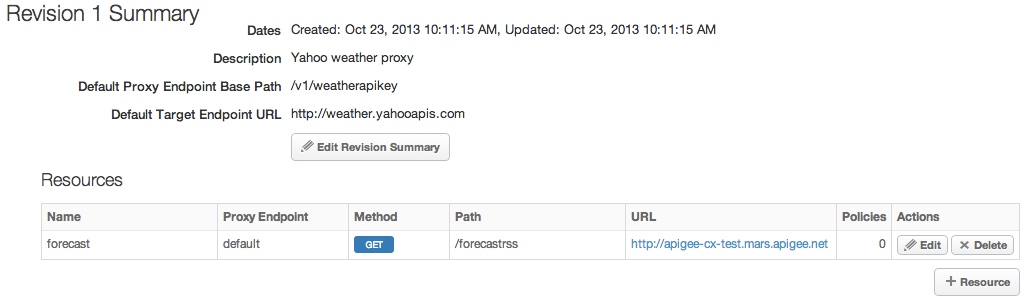 Revision 1 Summary
Dates Created: Oct 23, 2013 10:11:15 AM, Updated: Oct 23, 2013 10:11:15 AM
Description Yahoo weather proxy
Default Proxy Endpoint Base Path /v1/weatherapikey
Default Target Endpoint URL http://weather.yahooapis.com
Edit Revision Summary
Resources
Name Proxy Endpoint Method Path URL Policies Actions
forecast default GET /forecastrss http://apigee-cx-test.mars.apigee.net 0 Edit Delete
Resource